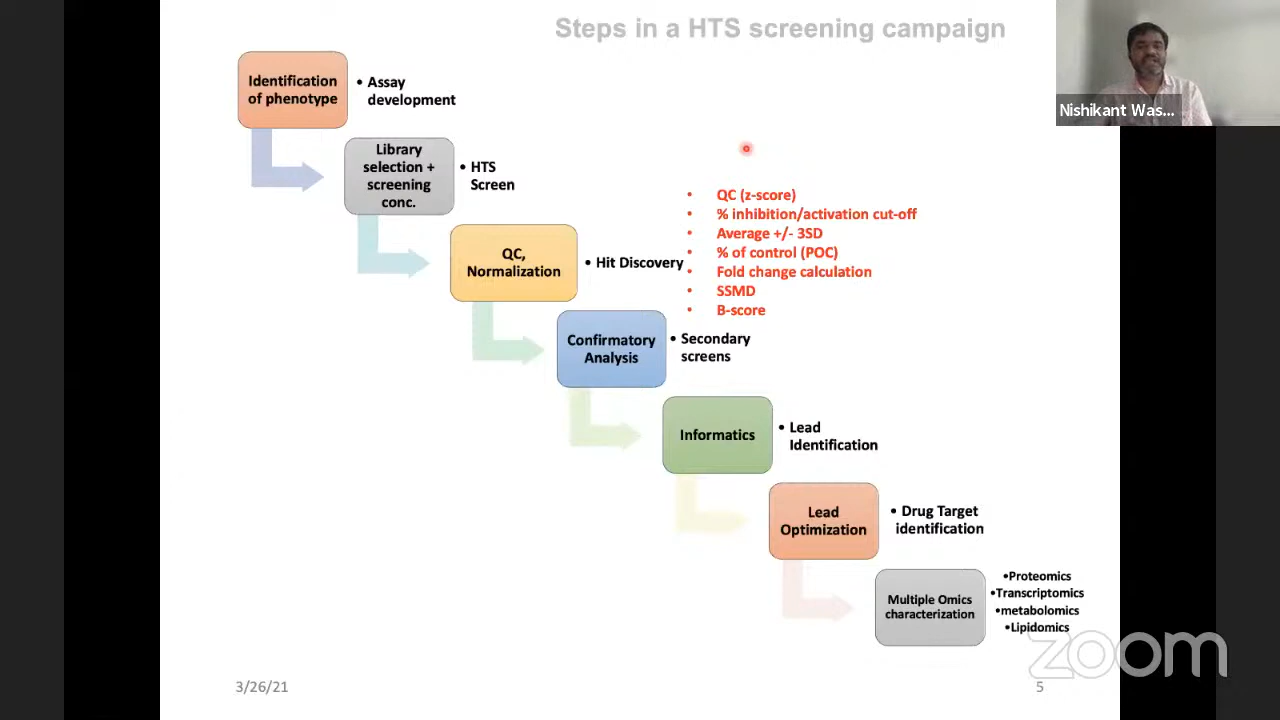 Steps in a HTS screening campaign
Nishikant Was...
Identification
of phenotype
• Assay
development
Library
selection +
screening
conc.
• HTS
Screen
QC,
Normalization
• Hit Discovery
• QC (z-score)
• % inhibition/activation cut-off
• Average +/- 3SD
• % of control (POC)
• Fold change calculation
• SSMD
• B-score
Confirmatory
Analysis
• Secondary
screens
Informatics
• Lead
Identification
Lead
Optimization
• Drug Target
identification
Multiple Omics
characterization
•Proteomics
•Transcriptomics
•metabolomics
•Lipidomics
zoom
3/26/21
5